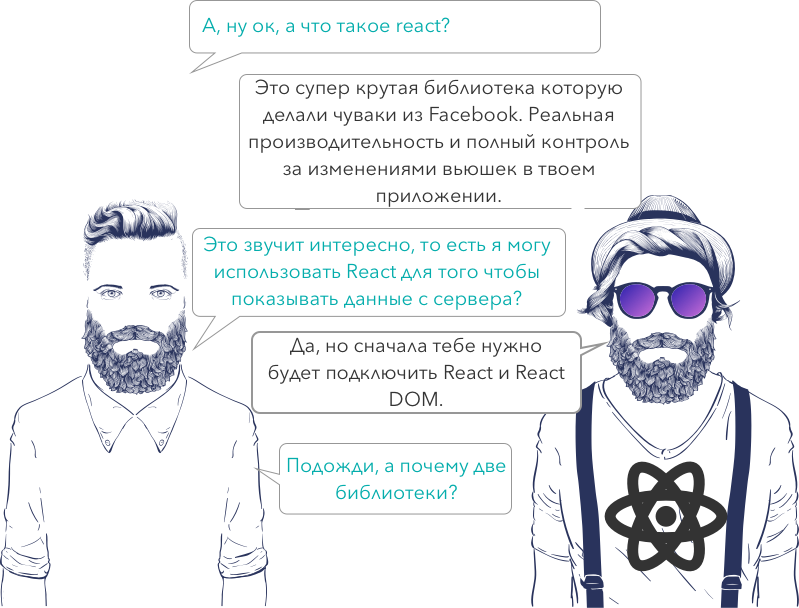 А, ну ок, а что такое react?
Это супер крутая библиотека которую
делали чуваки из Facebook. Реальная
производительность и полный контроль
за изменениями вьюшек в твоем
приложении.
Это звучит интересно, то есть я могу
использовать React для того чтобы
показывать данные с сервера?
Да, но сначала тебе нужно
будет подключить React и React
DOM.
Подожди, а почему две
библиотеки?